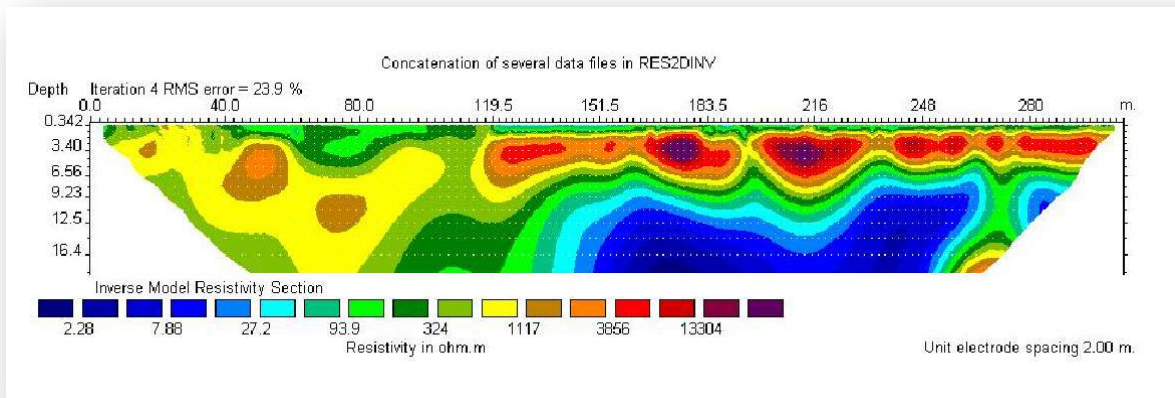 Concatenation of several data files in RES2DINV
Depth Iteration 4 RMS error = 23.9 %
0.0 40.0 80.0 119.5 151.5 183.5 216 248 280 m.
0.342
3.40
6.56
9.23
12.5
16.4
Inverse Model Resistivity Section
2.28 7.88 27.2 93.9 324 1117 3856 13304
Resistivity in ohm.m
Unit electrode spacing 2.00 m.